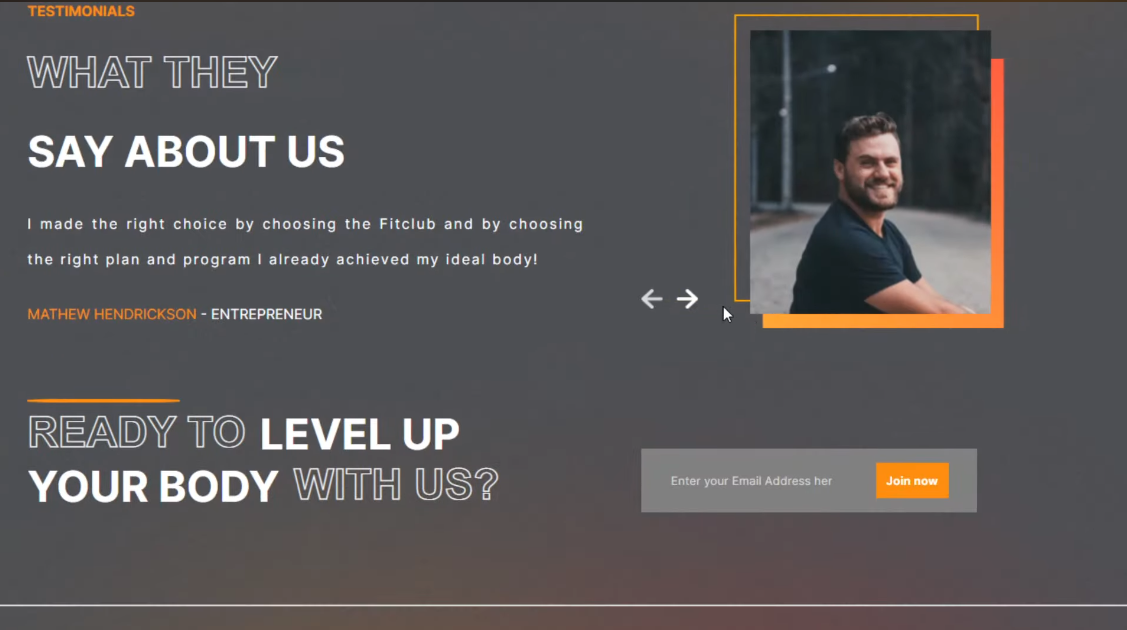 TESTIMONIALS
WHAT THEY
SAY ABOUT US
I made the right choice by choosing the Fitclub and by choosing
the right plan and program I already achieved my ideal body!
MATHEW HENDRICKSON - ENTREPRENEUR
READY TO LEVEL UP
YOUR BODY WITH US?
Enter your Email Address her
Join now